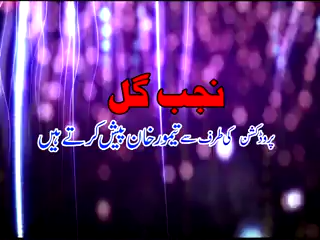 نجب گل
پروڈکشن کی طرف سے تیمور خان پیش کرتے ہیں